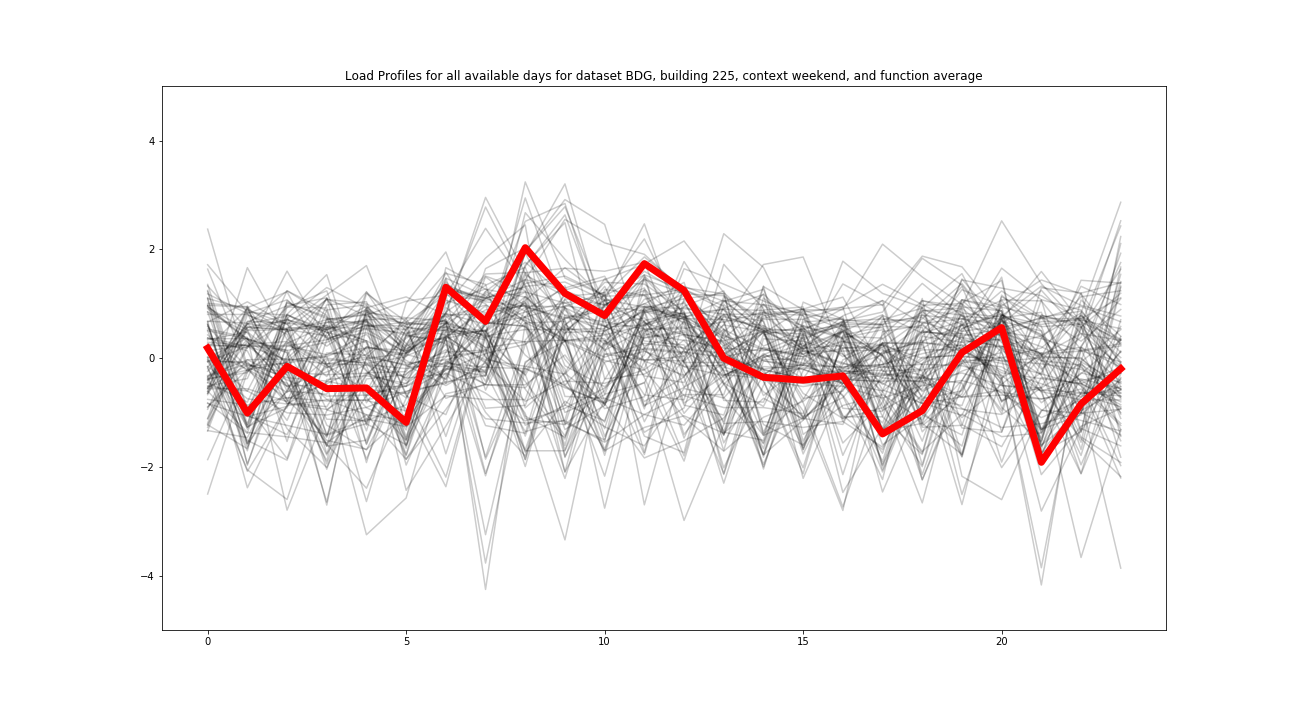 Load Profiles for all available days for dataset BDG, building 225, context weekend, and function average
4
2
0
−2
−4
0 5 10 15 20